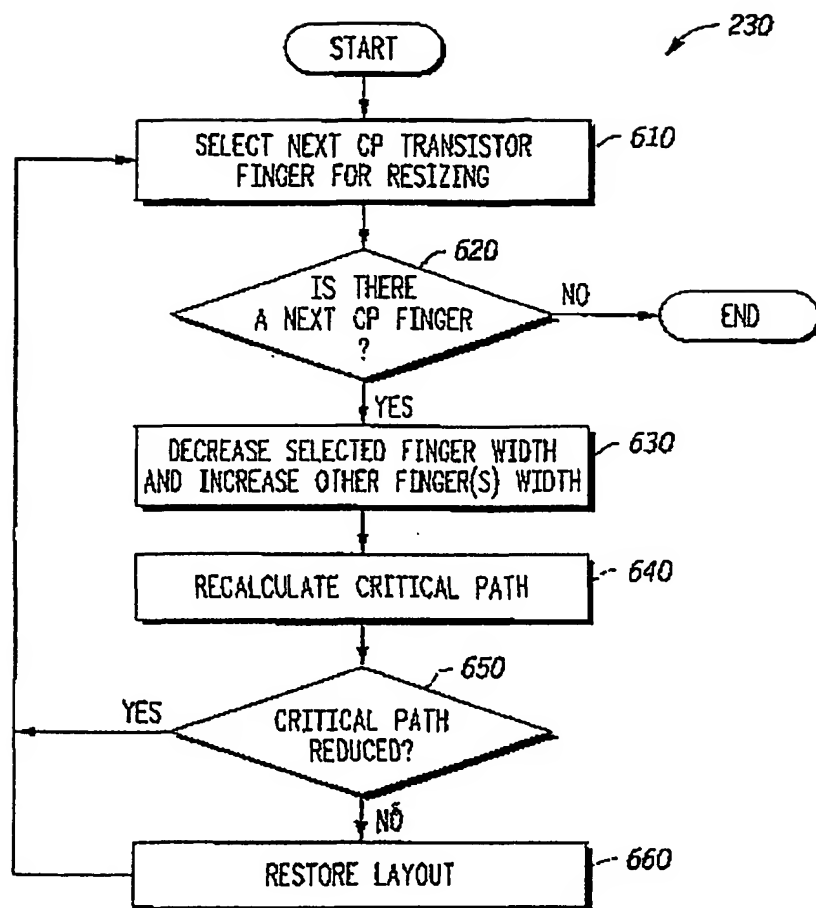 230
START
SELECT NEXT CP TRANSISTOR
FINGER FOR RESIZING
610
620
IS THERE
A NEXT CP FINGER
?
NO
END
YES
DECREASE SELECTED FINGER WIDTH
AND INCREASE OTHER FINGER(S) WIDTH
630
RECALCULATE CRITICAL PATH
640
650
YES
CRITICAL PATH
REDUCED?
NO
RESTORE LAYOUT
660